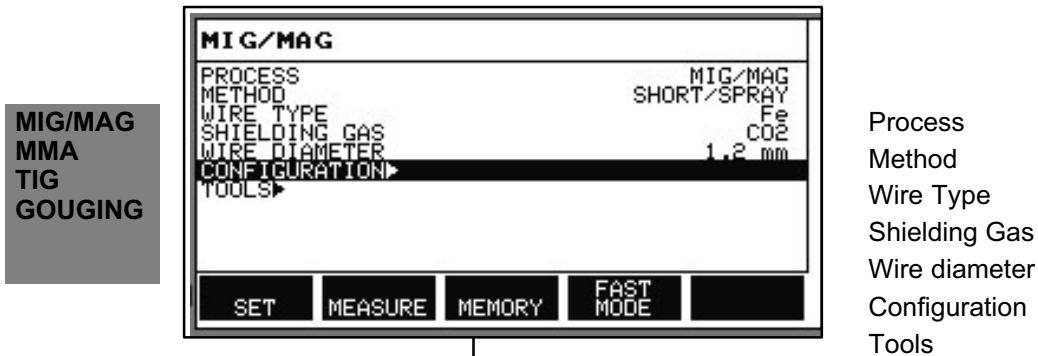 MIG/MAG
MMA
TIG
GOUGING
MIG/MAG
PROCESS MIG/MAG
METHOD SHORT/SPRAY
WIRE TYPE Fe
SHIELDING GAS CO2
WIRE DIAMETER 1.2 mm
CONFIGURATION▶
TOOLS▶
SET MEASURE MEMORY FAST MODE
Process
Method
Wire Type
Shielding Gas
Wire diameter
Configuration
Tools